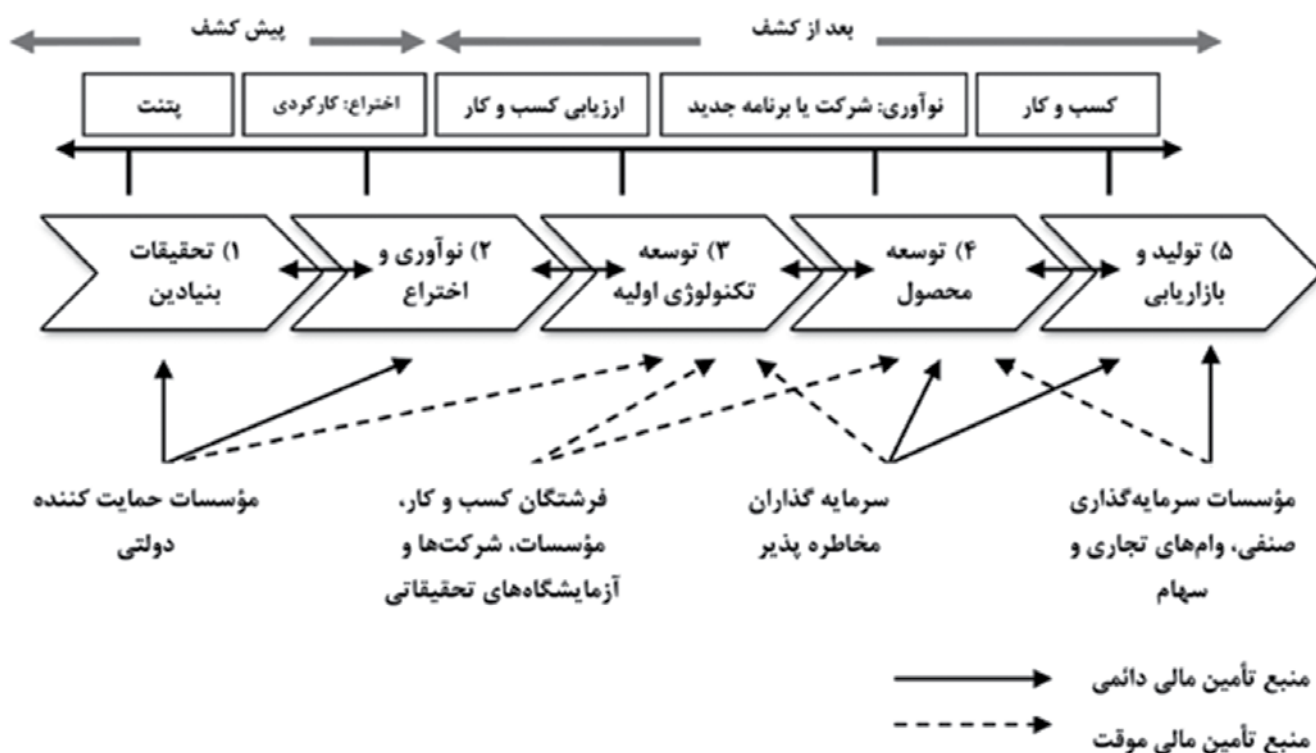 پیش کشف
بعد از کشف
پتنت
اختراع: کارکردی
ارزیابی کسب و کار
نوآوری: شرکت یا برنامه جدید
کسب و کار
۱) تحقیقات
بنیادین
۲) نوآوری و
اختراع
۳) توسعه
تکنولوژی اولیه
۴) توسعه
محصول
۵) تولید و
بازاریابی
مؤسسات حمایت کننده
دولتی
فرشتگان کسب و کار،
مؤسسات، شرکت‌ها و
آزمایشگاه‌های تحقیقاتی
سرمایه گذاران
مخاطره پذیر
مؤسسات سرمایه‌گذاری
صنفی، وام‌های تجاری و
سهام
منبع تأمین مالی دائمی
منبع تأمین مالی موقت